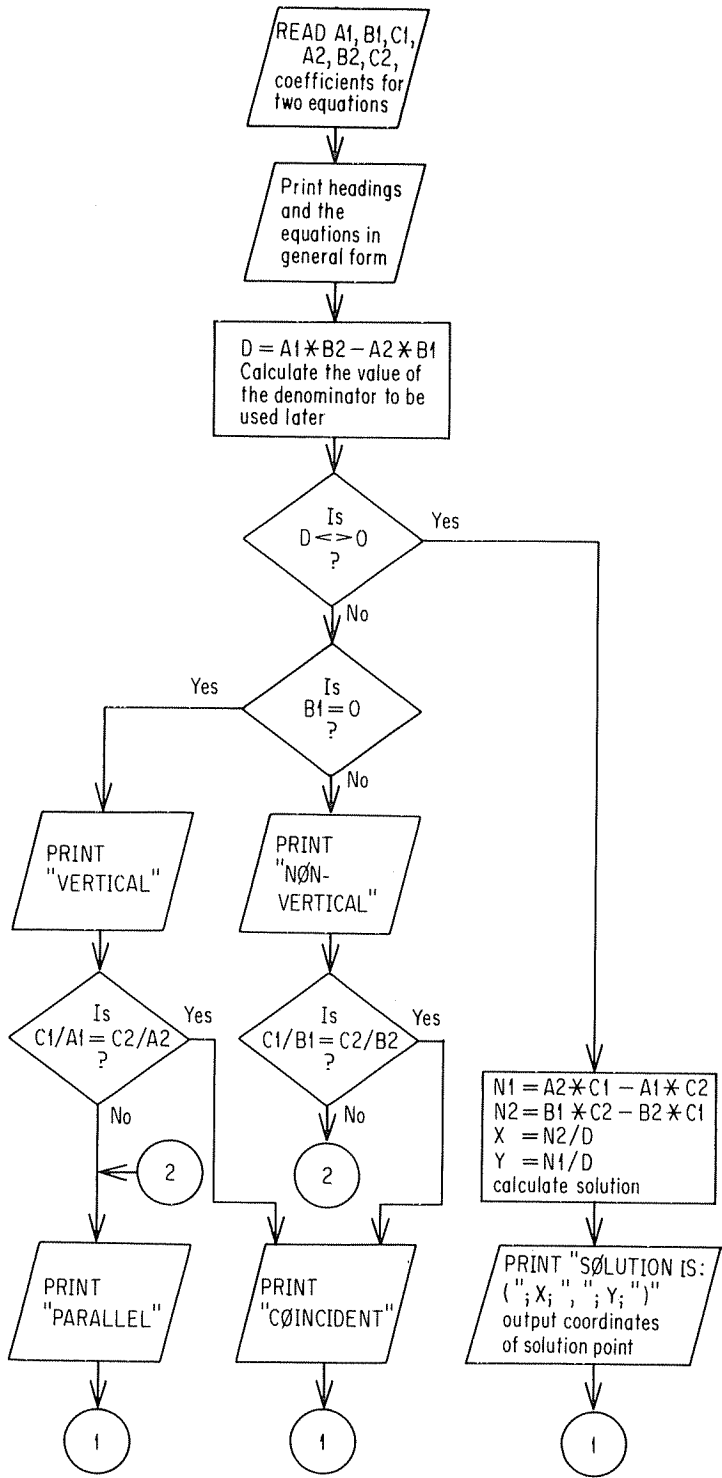 READ A1, B1, C1,
A2, B2, C2,
coefficients for
two equations
Print headings
and the
equations in
general form
D = A1 * B2 - A2 * B1
Calculate the value of
the denominator to be
used later
Is
D <> 0
?
Yes
No
Is
B1 = 0
?
Yes
No
PRINT
"VERTICAL"
PRINT
"NØN-
VERTICAL"
Is
C1/A1 = C2/A2
?
Yes
No
Is
C1/B1 = C2/B2
?
Yes
No
2
2
N1 = A2 * C1 - A1 * C2
N2 = B1 * C2 - B2 * C1
X = N2/D
Y = N1/D
calculate solution
PRINT
"PARALLEL"
PRINT
"CØINCIDENT"
PRINT "SØLUTION IS:
("; X; ", "; Y; ")"
output coordinates
of solution point
1
1
1